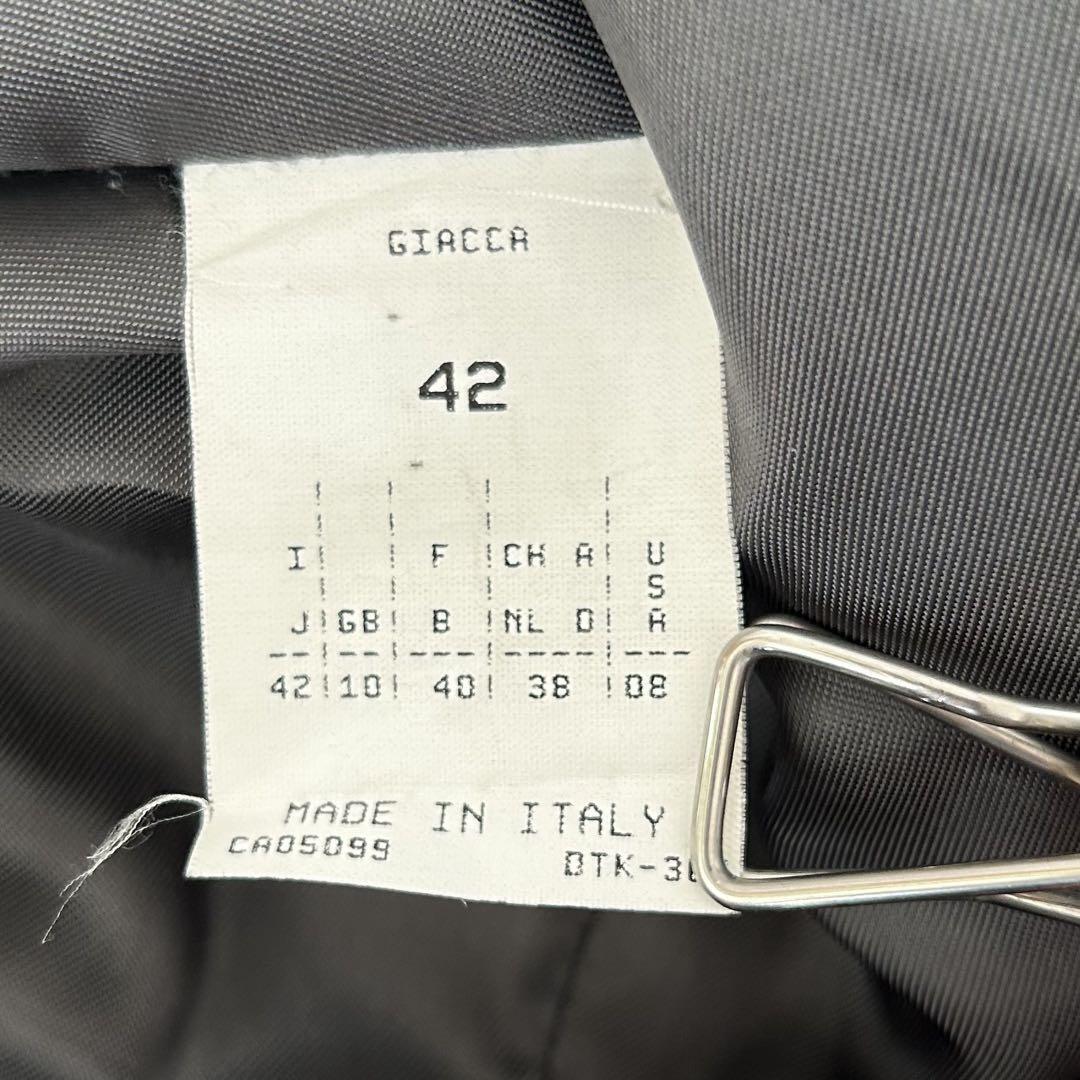 GIACCA
42
I F CH A U
S
J GB B NL D A
42 10 40 38 08
MADE IN ITALY
CA05099